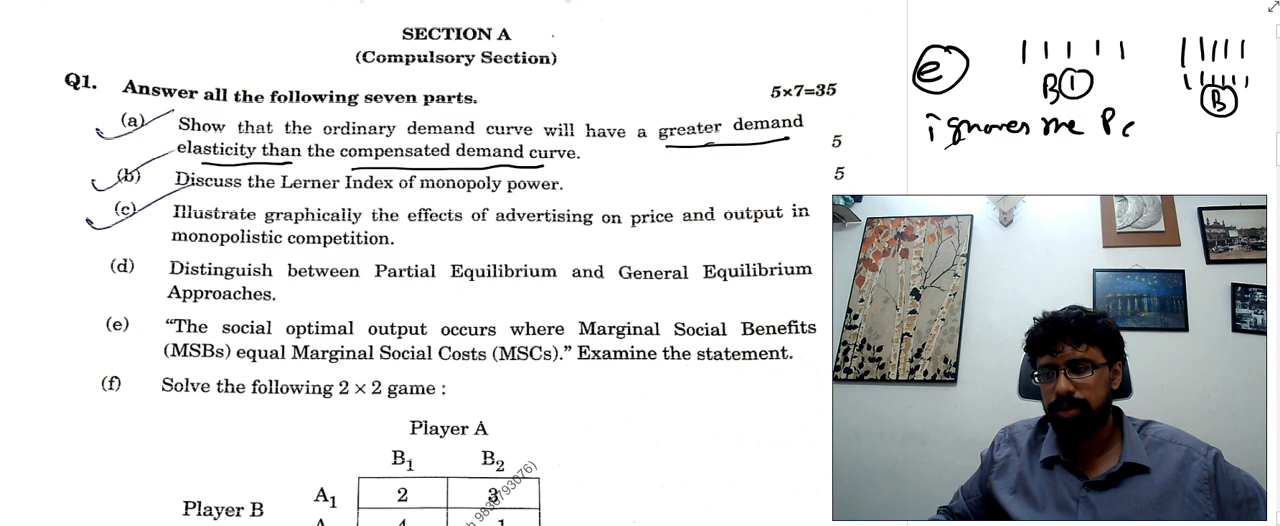 SECTION A
(Compulsory Section)
Q1. Answer all the following seven parts. 5×7=35
(a) Show that the ordinary demand curve will have a greater demand
elasticity than the compensated demand curve. 5
(b) Discuss the Lerner Index of monopoly power. 5
(c) Illustrate graphically the effects of advertising on price and output in
monopolistic competition.
(d) Distinguish between Partial Equilibrium and General Equilibrium
Approaches.
(e) "The social optimal output occurs where Marginal Social Benefits
(MSBs) equal Marginal Social Costs (MSCs)." Examine the statement.
(f) Solve the following 2 × 2 game :
Player A
B1 B2
Player B A1 2 3
e
B 1
B
ignores the Pc